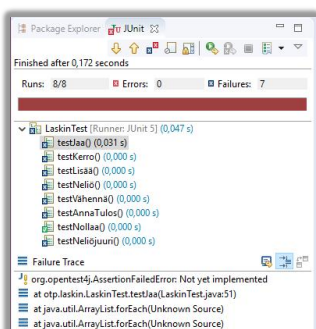 Package Explorer JUnit
Finished after 0,172 seconds
Runs: 8/8 Errors: 0 Failures: 7
LaskinTest [Runner: JUnit 5] (0,047 s)
testJaa() (0,031 s)
testKerro() (0,000 s)
testLisää() (0,000 s)
testNeliö() (0,000 s)
testVähennä() (0,000 s)
testAnnaTulos() (0,000 s)
testNollaa() (0,000 s)
testNeliöjuuri() (0,000 s)
Failure Trace
org.opentest4j.AssertionFailedError: Not yet implemented
at otp.laskin.LaskinTest.testJaa(LaskinTest.java:51)
at java.util.ArrayList.forEach(Unknown Source)
at java.util.ArrayList.forEach(Unknown Source)